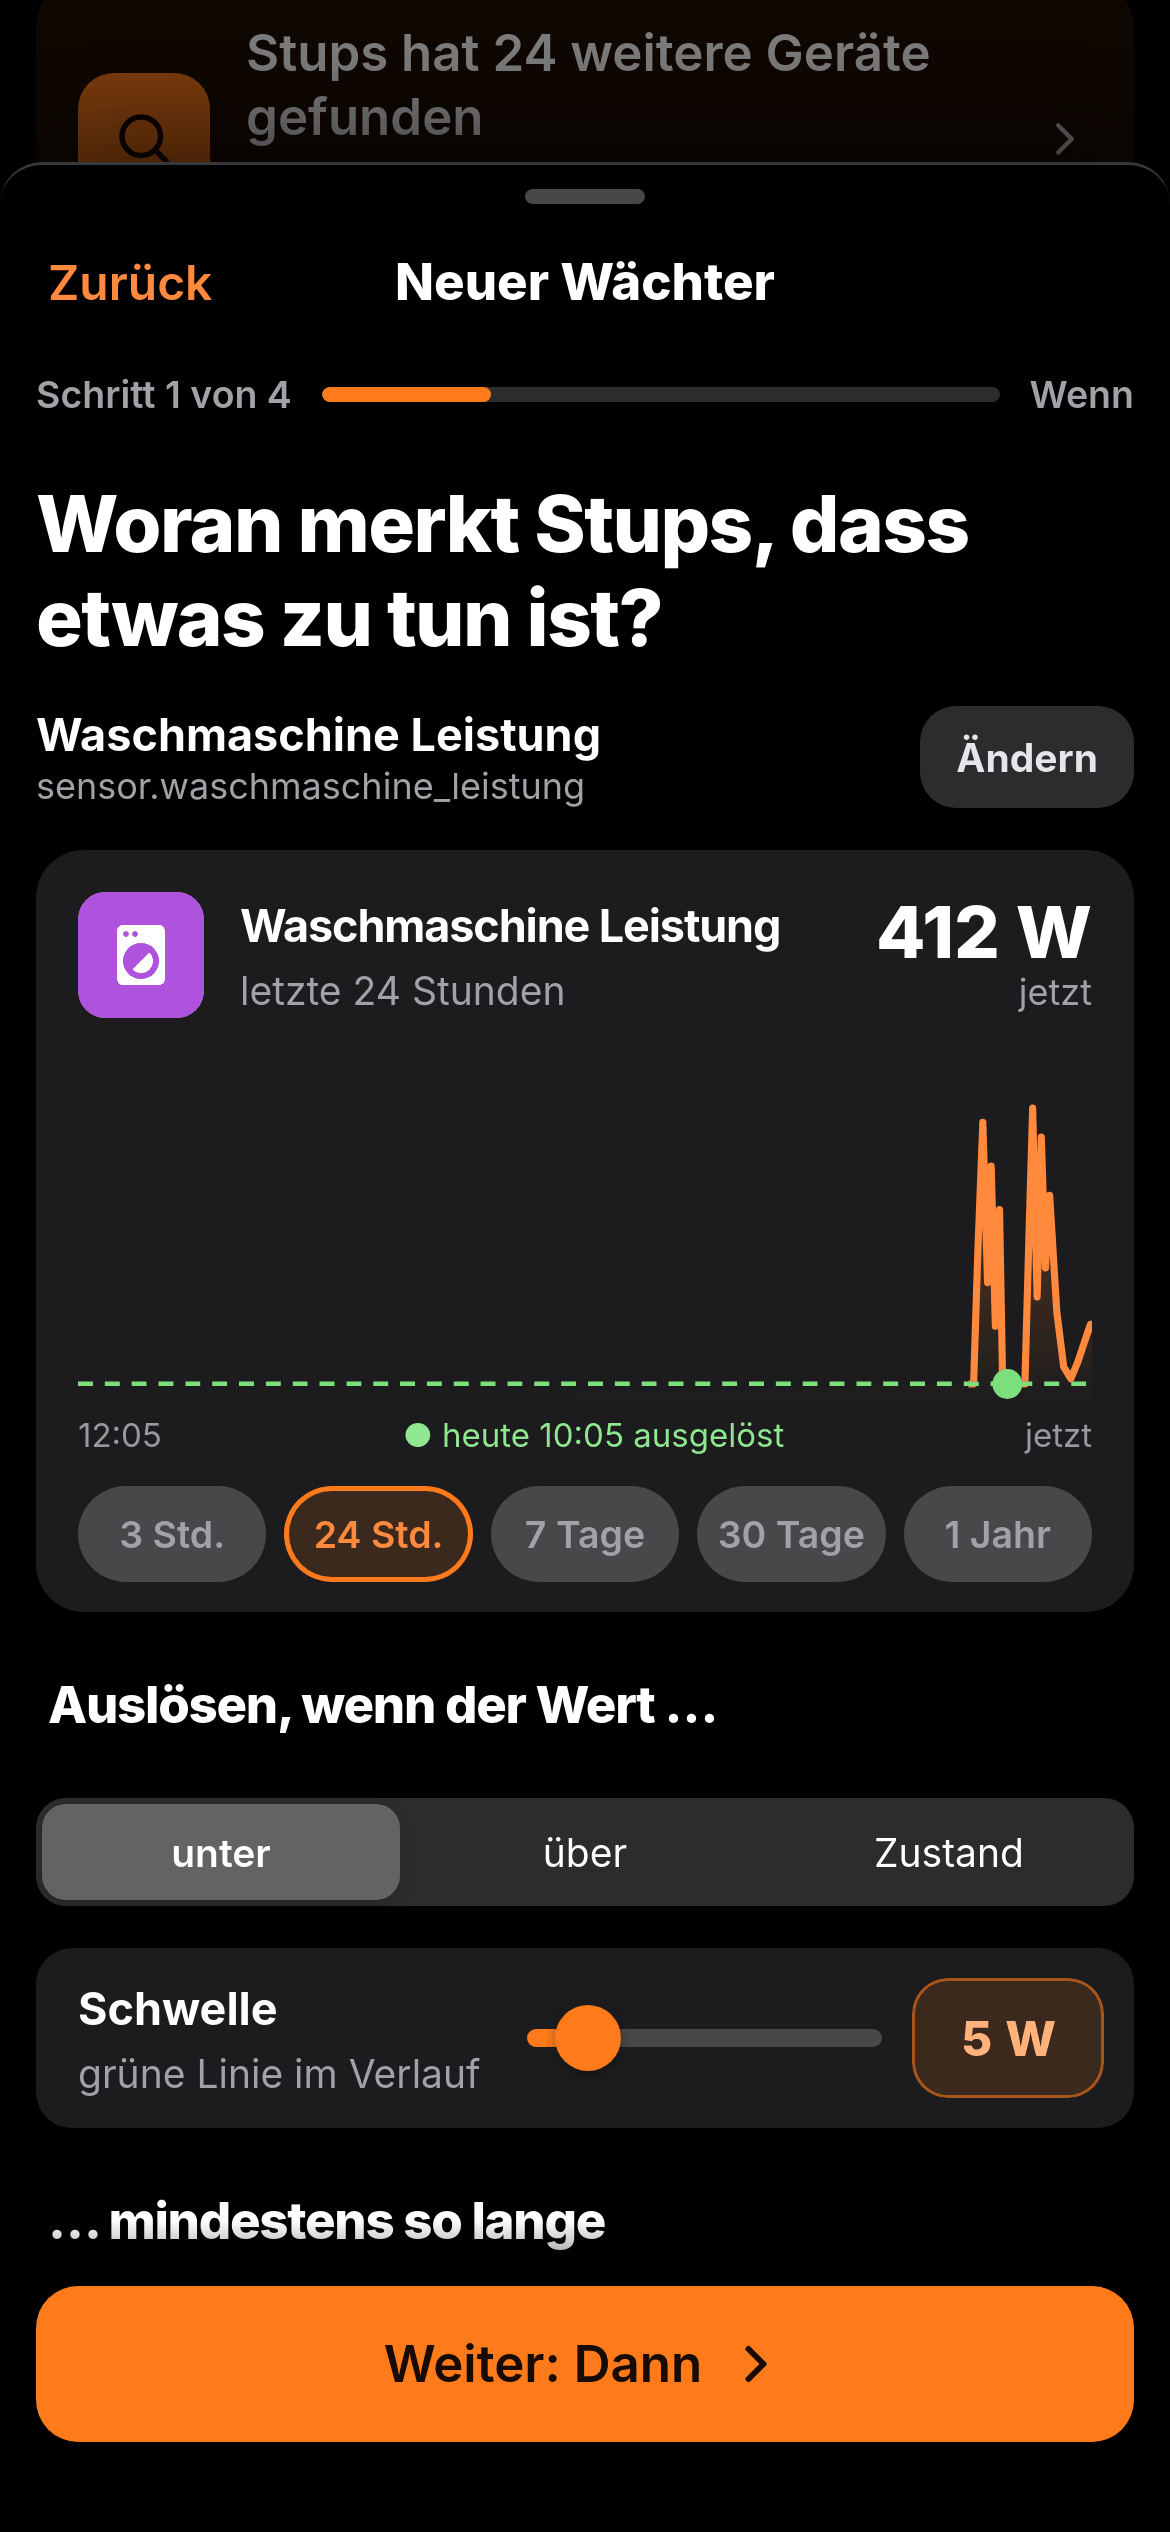 Stups hat 24 weitere Geräte
gefunden
Zurück
Neuer Wächter
Schritt 1 von 4
Wenn
Woran merkt Stups, dass
etwas zu tun ist?
Waschmaschine Leistung
sensor.waschmaschine_leistung
Ändern
Waschmaschine Leistung
412 W
letzte 24 Stunden
jetzt
12:05
heute 10:05 ausgelöst
jetzt
3 Std.
24 Std.
7 Tage
30 Tage
1 Jahr
Auslösen, wenn der Wert …
unter
über
Zustand
Schwelle
grüne Linie im Verlauf
5 W
… mindestens so lange
Weiter: Dann